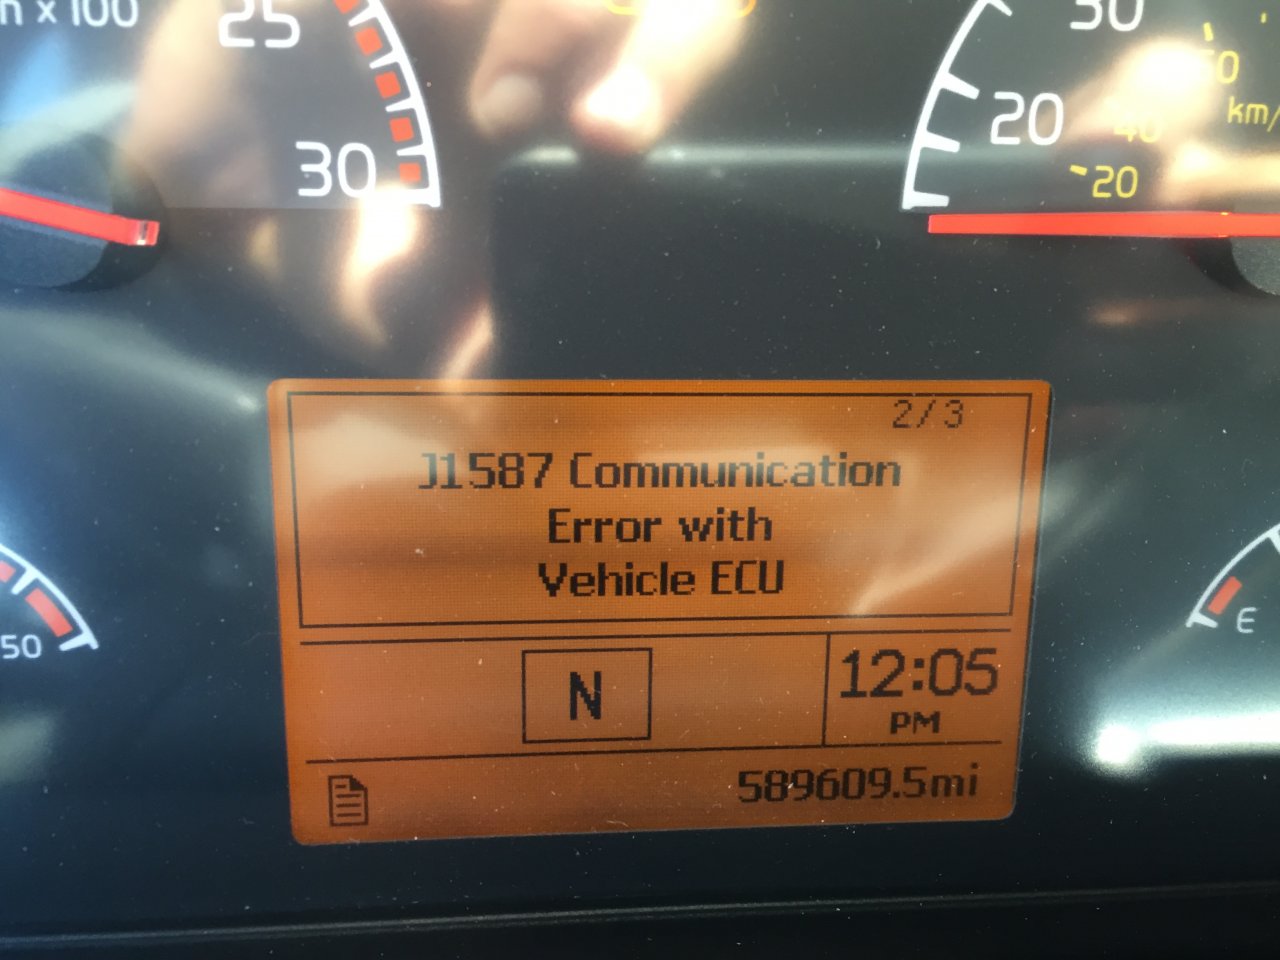 x 100
25
30
30
20
40
km/
20
2/3
J1587 Communication
Error with
Vehicle ECU
50
E
N
12:05
PM
589609.5mi